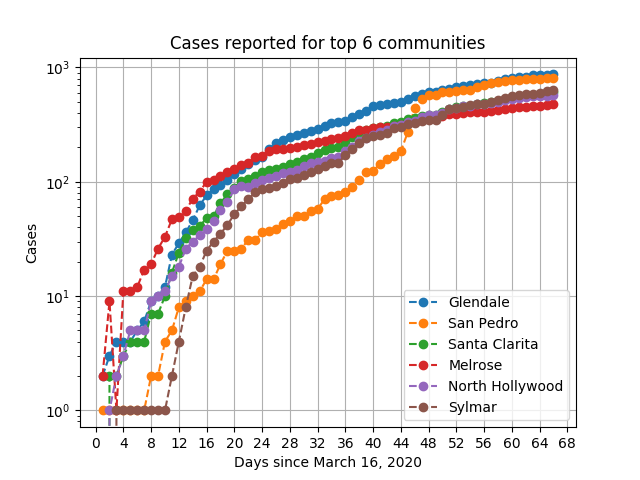 Cases reported for top 6 communities
Cases
10³
10²
10¹
10⁰
0 4 8 12 16 20 24 28 32 36 40 44 48 52 56 60 64 68
Days since March 16, 2020
Glendale
San Pedro
Santa Clarita
Melrose
North Hollywood
Sylmar